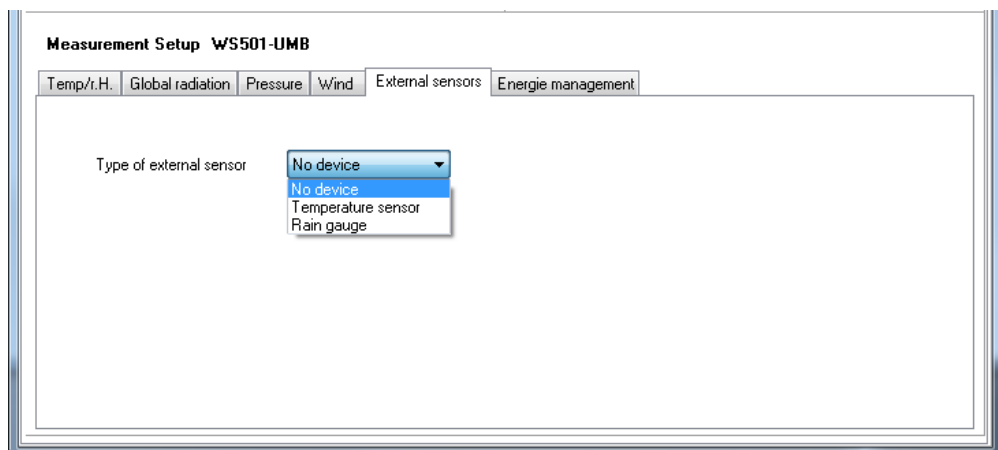 Measurement Setup WS501-UMB
Temp/r.H. Global radiation Pressure Wind External sensors Energie management
Type of external sensor No device
No device
Temperature sensor
Rain gauge